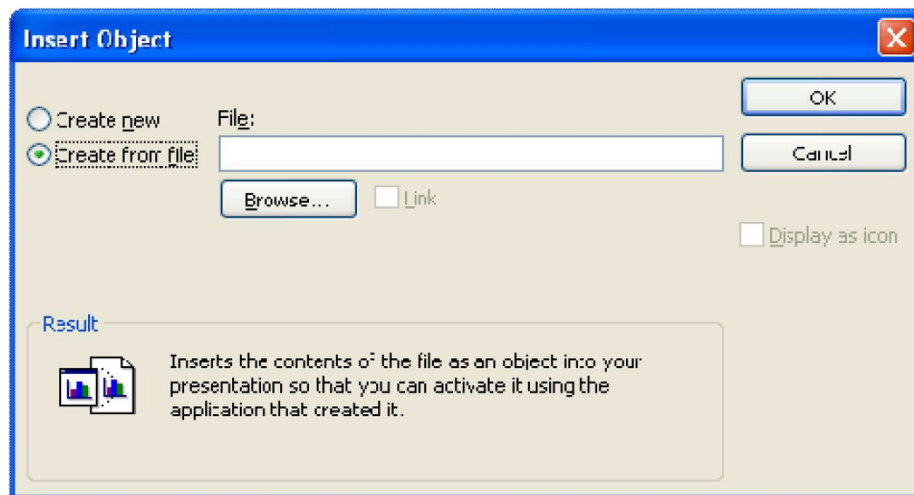 Insert Object
Create new
File:
OK
Create from file
Cancel
Browse...
Link
Display as icon
Result
Inserts the contents of the file as an object into your
presentation so that you can activate it using the
application that created it.